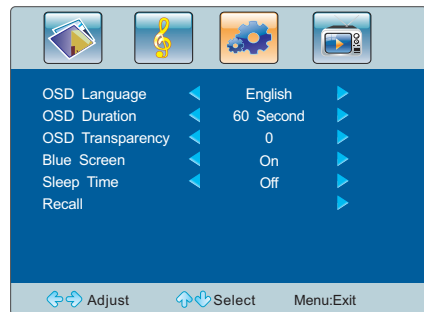 OSD Language English
OSD Duration 60 Second
OSD Transparency 0
Blue Screen On
Sleep Time Off
Recall
Adjust Select Menu:Exit